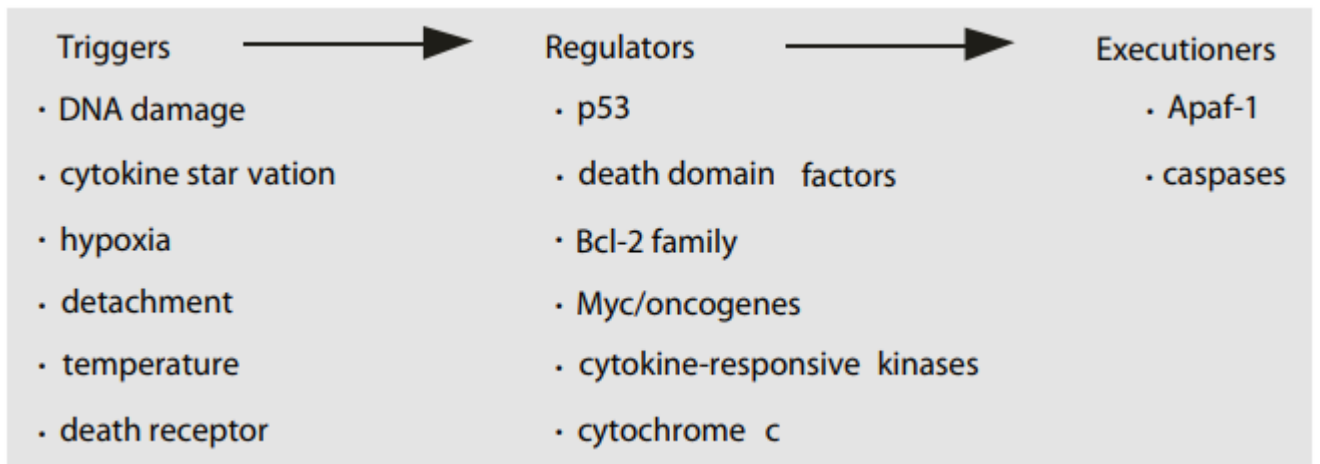 Triggers Regulators Executioners
· DNA damage · p53 · Apaf-1
· cytokine star vation · death domain factors · caspases
· hypoxia · Bcl-2 family
· detachment · Myc/oncogenes
· temperature · cytokine-responsive kinases
· death receptor · cytochrome c